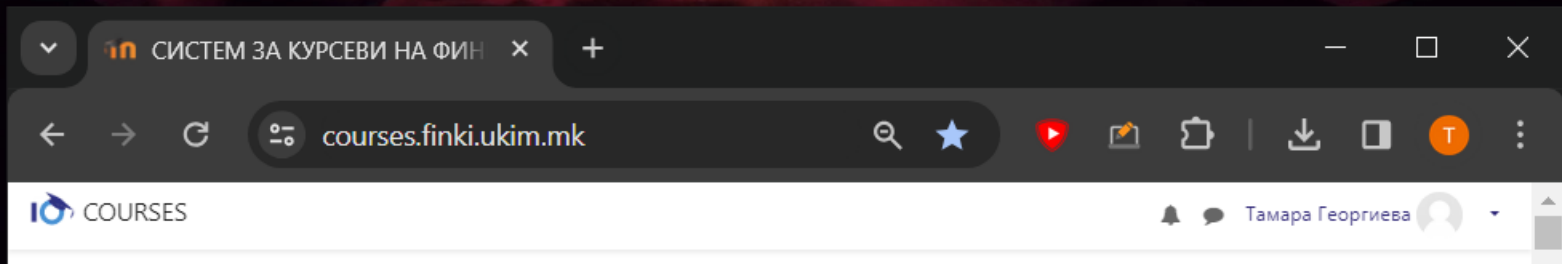 СИСТЕМ ЗА КУРСЕВИ НА ФИН
courses.finki.ukim.mk
T
COURSES
Тамара Георгиева